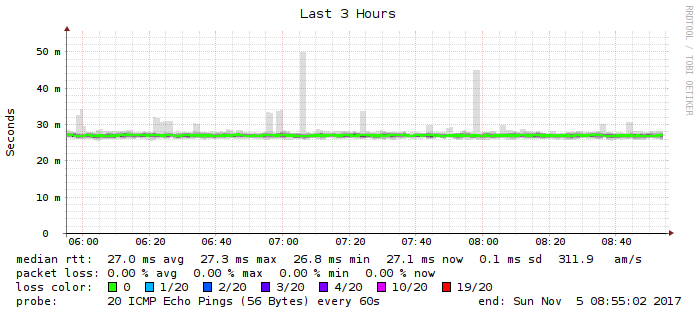 Last 3 Hours
RRDTOOL / TOBI OETIKER
Seconds
50 m
40 m
30 m
20 m
10 m
0
06:00 06:20 06:40 07:00 07:20 07:40 08:00 08:20 08:40
median rtt: 27.0 ms avg 27.3 ms max 26.8 ms min 27.1 ms now 0.1 ms sd 311.9 am/s
packet loss: 0.00 % avg 0.00 % max 0.00 % min 0.00 % now
loss color: 0 1/20 2/20 3/20 4/20 10/20 19/20
probe: 20 ICMP Echo Pings (56 Bytes) every 60s end: Sun Nov 5 08:55:02 2017